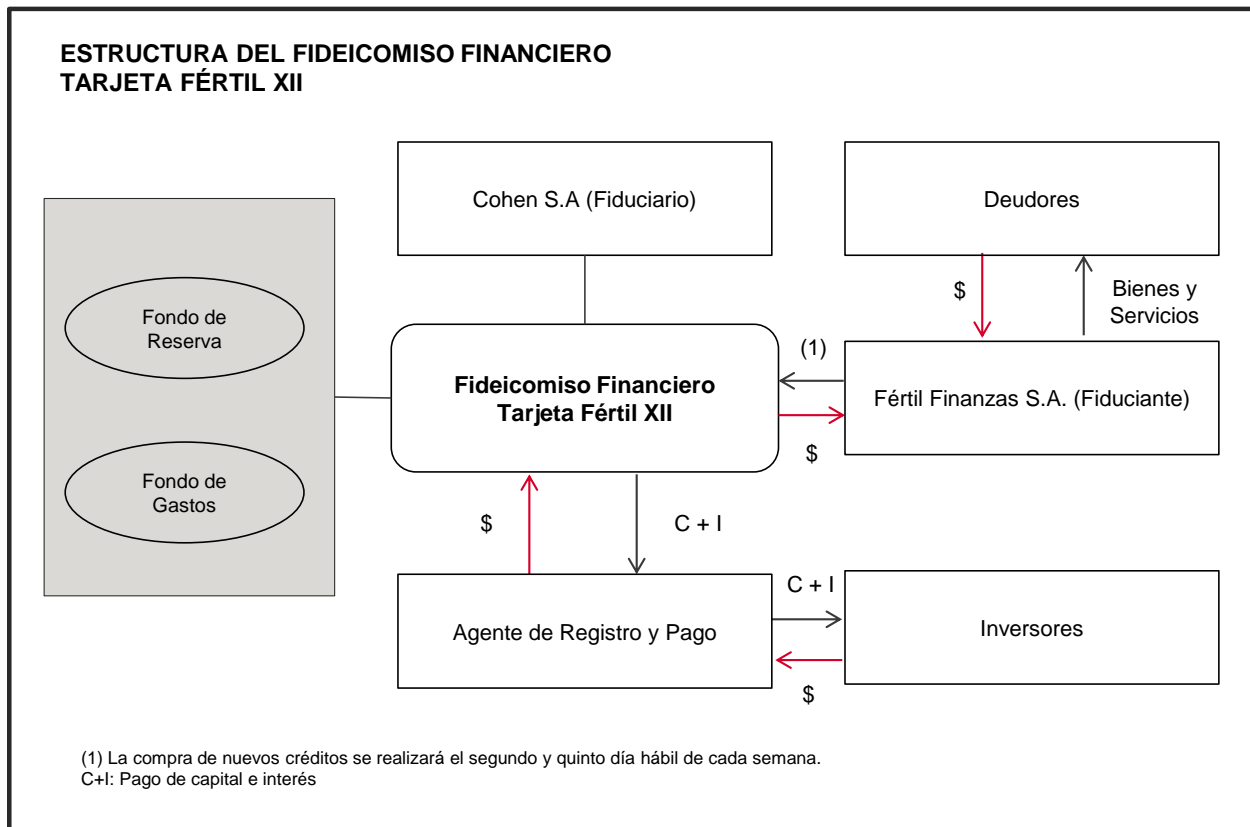 ESTRUCTURA DEL FIDEICOMISO FINANCIERO
TARJETA FÉRTIL XII
Cohen S.A (Fiduciario)
Deudores
$
Bienes y
Servicios
Fondo de
Reserva
(1)
Fideicomiso Financiero
Tarjeta Fértil XII
Fértil Finanzas S.A. (Fiduciante)
$
Fondo de
Gastos
$
C + I
C + I
Agente de Registro y Pago
Inversores
$
(1) La compra de nuevos créditos se realizará el segundo y quinto día hábil de cada semana.
C+I: Pago de capital e interés